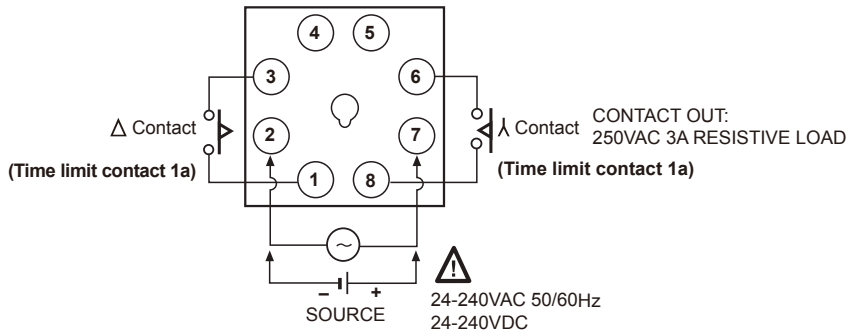 4 5
3 6
△ Contact 2 7 ⅄ Contact CONTACT OUT:
250VAC 3A RESISTIVE LOAD
(Time limit contact 1a) 1 8 (Time limit contact 1a)
~
− +
SOURCE
24-240VAC 50/60Hz
24-240VDC